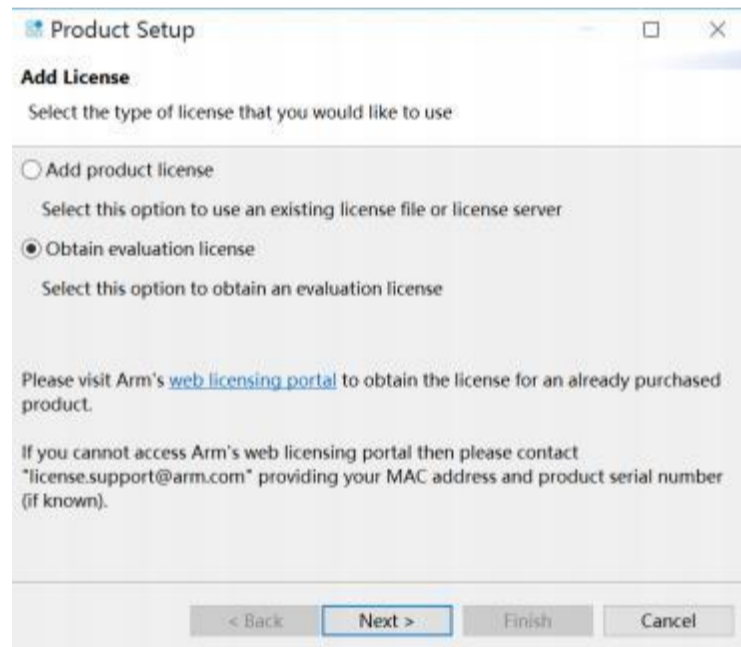 Product Setup
Add License
Select the type of license that you would like to use
Add product license
Select this option to use an existing license file or license server
Obtain evaluation license
Select this option to obtain an evaluation license
Please visit Arm's web licensing portal to obtain the license for an already purchased
product.
If you cannot access Arm's web licensing portal then please contact
"license.support@arm.com" providing your MAC address and product serial number
(if known).
< Back Next > Finish Cancel